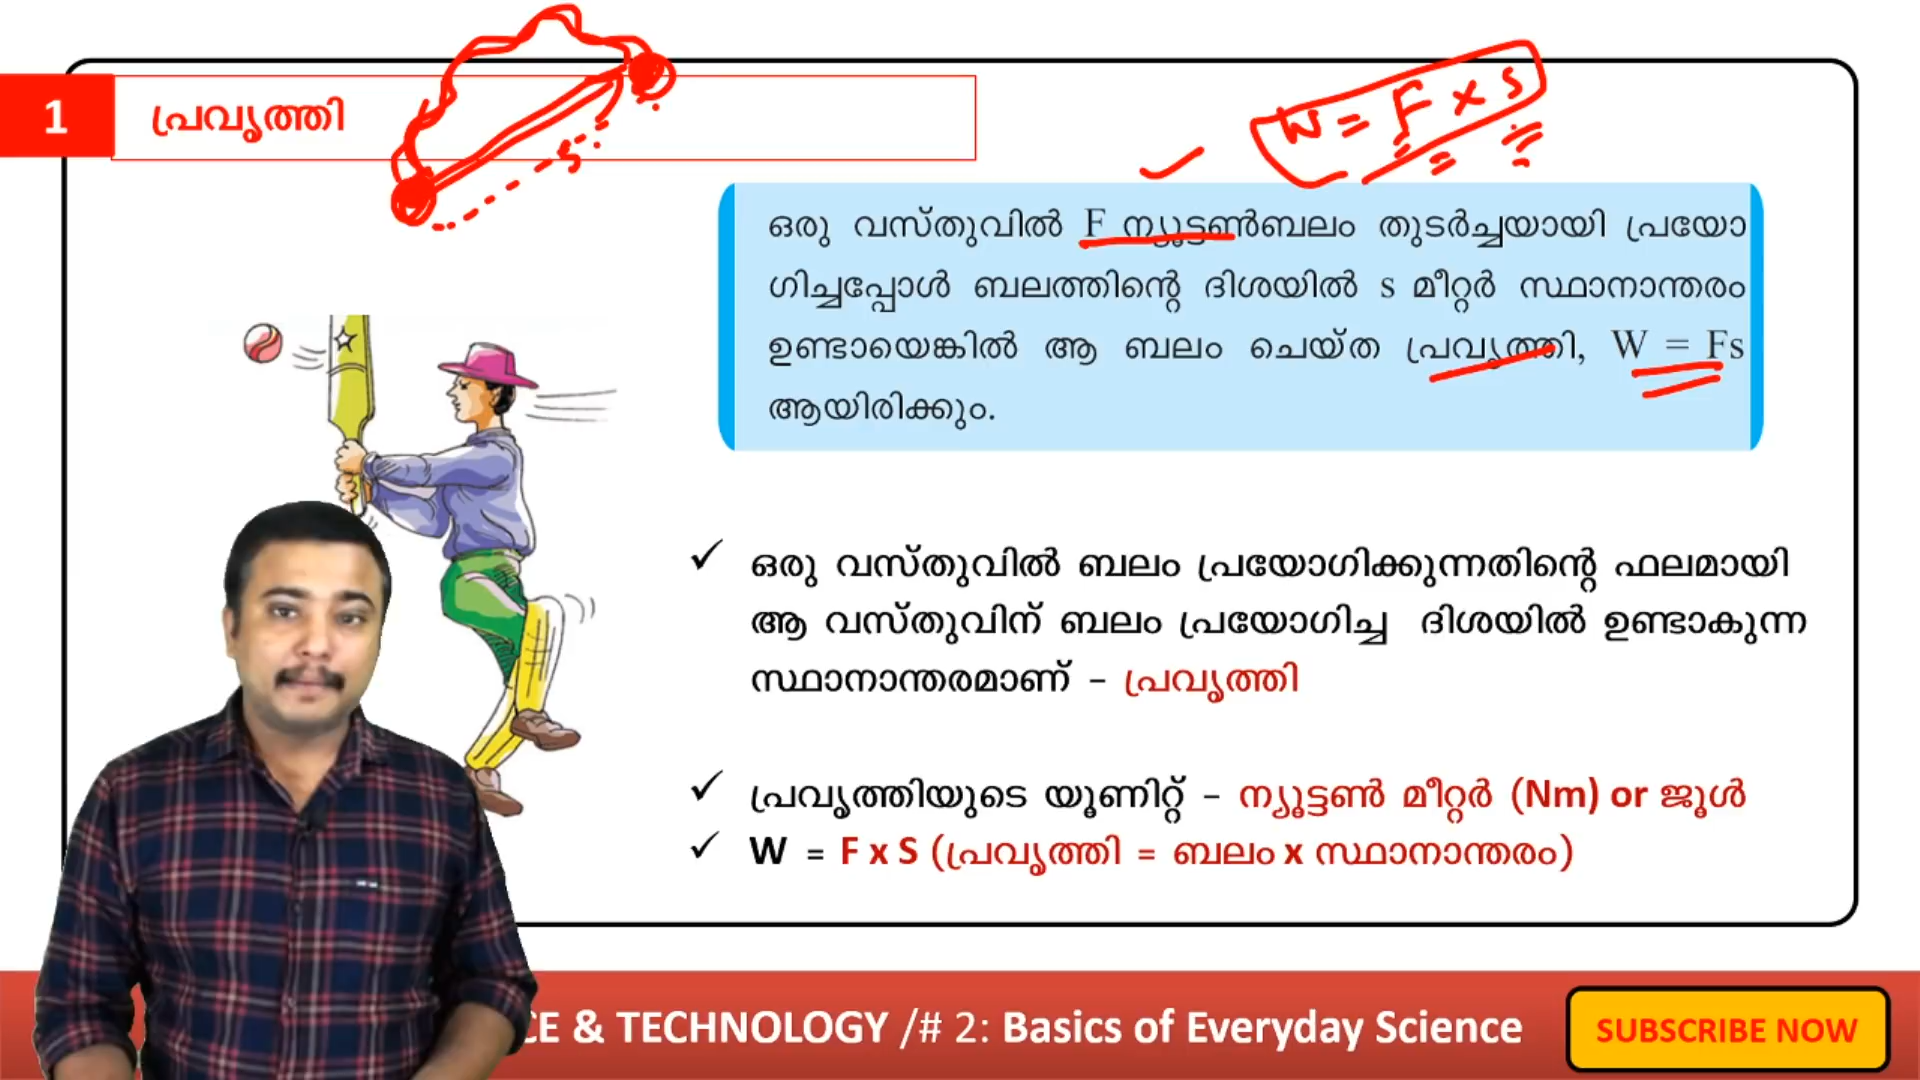 1 പ്രവൃത്തി
s
W = F x s
ഒരു വസ്തുവിൽ F ന്യൂട്ടൺബലം തുടർച്ചയായി പ്രയോ
ഗിച്ചപ്പോൾ ബലത്തിന്റെ ദിശയിൽ s മീറ്റർ സ്ഥാനാന്തരം
ഉണ്ടായെങ്കിൽ ആ ബലം ചെയ്ത പ്രവൃത്തി, W = Fs
ആയിരിക്കും.
✓ ഒരു വസ്തുവിൽ ബലം പ്രയോഗിക്കുന്നതിന്റെ ഫലമായി
ആ വസ്തുവിന് ബലം പ്രയോഗിച്ച ദിശയിൽ ഉണ്ടാകുന്ന
സ്ഥാനാന്തരമാണ് – പ്രവൃത്തി
✓ പ്രവൃത്തിയുടെ യൂണിറ്റ് – ന്യൂട്ടൺ മീറ്റർ (Nm) or ജൂൾ
✓ W = F x S (പ്രവൃത്തി = ബലം x സ്ഥാനാന്തരം)
CE & TECHNOLOGY /# 2: Basics of Everyday Science
SUBSCRIBE NOW